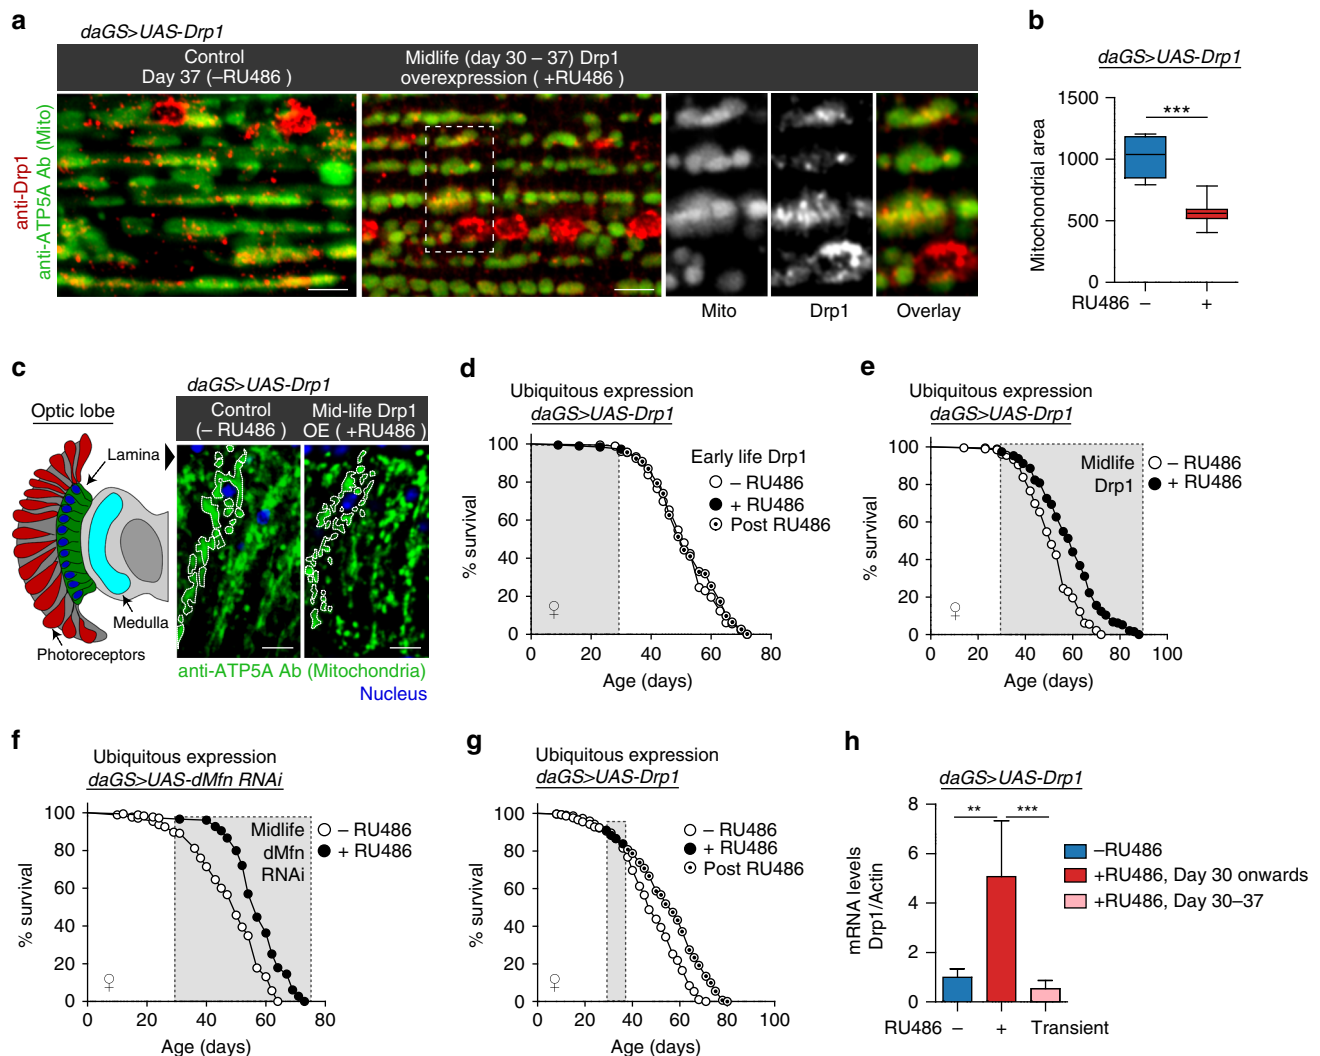 a
daGS>UAS-Drp1
Control
Day 37 (–RU486 )
Midlife (day 30 – 37) Drp1
overexpression ( +RU486 )
anti-Drp1
anti-ATP5A Ab (Mito)
Mito
Drp1
Overlay
b
daGS>UAS-Drp1
1500
***
1000
500
0
Mitochondrial area
RU486 – +
c
daGS>UAS-Drp1
Optic lobe
Control
(– RU486 )
Mid-life Drp1
OE ( +RU486 )
Lamina
Medulla
Photoreceptors
anti-ATP5A Ab (Mitochondria)
Nucleus
d
Ubiquitous expression
daGS>UAS-Drp1
100
80
60
40
20
0
% survival
Early life Drp1
– RU486
+ RU486
Post RU486
♀
0 20 40 60 80
Age (days)
e
Ubiquitous expression
daGS>UAS-Drp1
100
80
60
40
20
0
% survival
Midlife
Drp1
– RU486
+ RU486
♀
0 20 40 60 80 100
Age (days)
f
Ubiquitous expression
daGS>UAS-dMfn RNAi
100
80
60
40
20
0
% survival
Midlife
dMfn
RNAi
– RU486
+ RU486
♀
0 20 40 60 80
Age (days)
g
Ubiquitous expression
daGS>UAS-Drp1
100
80
60
40
20
0
% survival
– RU486
+ RU486
Post RU486
♀
0 20 40 60 80 100
Age (days)
h
daGS>UAS-Drp1
8
6
4
2
0
** ***
mRNA levels
Drp1/Actin
–RU486
+RU486, Day 30 onwards
+RU486, Day 30–37
RU486 – + Transient